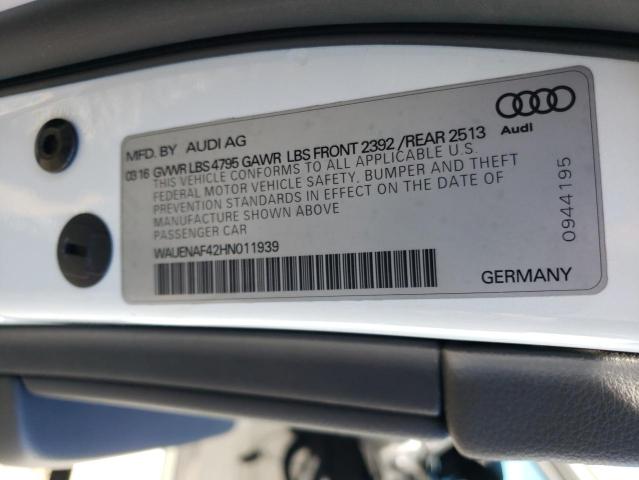 MFD. BY AUDI AG
03 16 GVWR LBS 4795 GAWR LBS FRONT 2392 /REAR 2513
THIS VEHICLE CONFORMS TO ALL APPLICABLE U.S.
FEDERAL MOTOR VEHICLE SAFETY, BUMPER AND THEFT
PREVENTION STANDARDS IN EFFECT ON THE DATE OF
MANUFACTURE SHOWN ABOVE
PASSENGER CAR
WAUENAF42HN011939
Audi
0944195
GERMANY